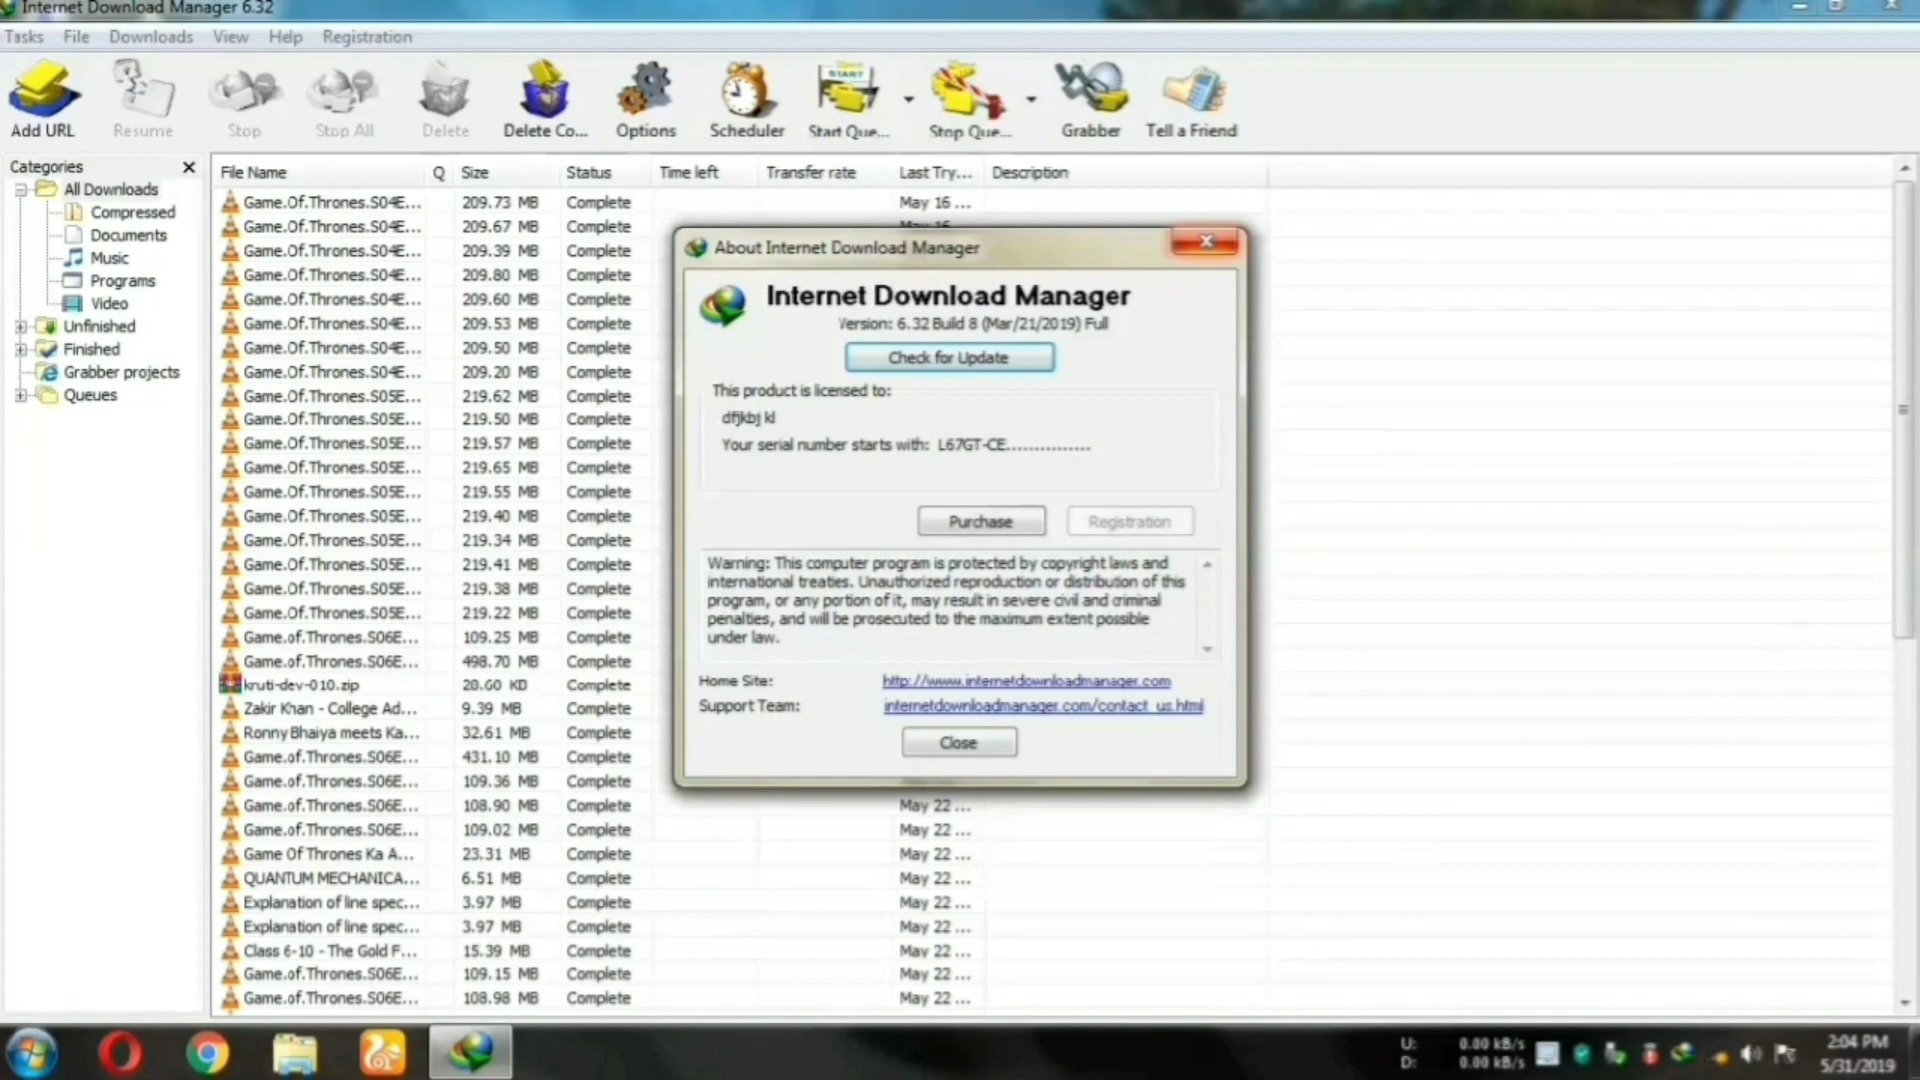 Internet Download Manager 6.32
Tasks File Downloads View Help Registration
Add URL Resume Stop Stop All Delete Delete Co... Options Scheduler Start Que... Stop Que... Grabber Tell a Friend
Categories
All Downloads
Compressed
Documents
Music
Programs
Video
Unfinished
Finished
Grabber projects
Queues
File Name Q Size Status Time left Transfer rate Last Try... Description
Game.Of.Thrones.S04E... 209.73 MB Complete May 16 ...
Game.Of.Thrones.S04E... 209.67 MB Complete May 16
Game.Of.Thrones.S04E... 209.39 MB Complete
Game.Of.Thrones.S04E... 209.80 MB Complete
Game.Of.Thrones.S04E... 209.60 MB Complete
Game.Of.Thrones.S04E... 209.53 MB Complete
Game.Of.Thrones.S04E... 209.50 MB Complete
Game.Of.Thrones.S04E... 209.20 MB Complete
Game.Of.Thrones.S05E... 219.62 MB Complete
Game.Of.Thrones.S05E... 219.50 MB Complete
Game.Of.Thrones.S05E... 219.57 MB Complete
Game.Of.Thrones.S05E... 219.65 MB Complete
Game.Of.Thrones.S05E... 219.55 MB Complete
Game.Of.Thrones.S05E... 219.40 MB Complete
Game.Of.Thrones.S05E... 219.34 MB Complete
Game.Of.Thrones.S05E... 219.41 MB Complete
Game.Of.Thrones.S05E... 219.38 MB Complete
Game.Of.Thrones.S05E... 219.22 MB Complete
Game.of.Thrones.S06E... 109.25 MB Complete
Game.of.Thrones.S06E... 498.70 MB Complete
kruti-dev-010.zip 20.60 KB Complete
Zakir Khan - College Ad... 9.39 MB Complete
Ronny Bhaiya meets Ka... 32.61 MB Complete
Game.of.Thrones.S06E... 431.10 MB Complete
Game.of.Thrones.S06E... 109.36 MB Complete
Game.of.Thrones.S06E... 108.90 MB Complete May 22 ...
Game.of.Thrones.S06E... 109.02 MB Complete May 22 ...
Game Of Thrones Ka A... 23.31 MB Complete May 22 ...
QUANTUM MECHANICA... 6.51 MB Complete May 22 ...
Explanation of line spec... 3.97 MB Complete May 22 ...
Explanation of line spec... 3.97 MB Complete May 22 ...
Class 6-10 - The Gold F... 15.39 MB Complete May 22 ...
Game.of.Thrones.S06E... 109.15 MB Complete May 22 ...
Game.of.Thrones.S06E... 108.98 MB Complete May 22 ...
About Internet Download Manager
Internet Download Manager
Version: 6.32 Build 8 (Mar/21/2019) Full
Check for Update
This product is licensed to:
dfjkbj kl
Your serial number starts with: L67GT-CE...............
Purchase Registration
Warning: This computer program is protected by copyright laws and
international treaties. Unauthorized reproduction or distribution of this
program, or any portion of it, may result in severe civil and criminal
penalties, and will be prosecuted to the maximum extent possible
under law.
Home Site: http://www.internetdownloadmanager.com
Support Team: internetdownloadmanager.com/contact_us.html
Close
U: 0.00 kB/s
D: 0.00 kB/s
2:04 PM
5/31/2019